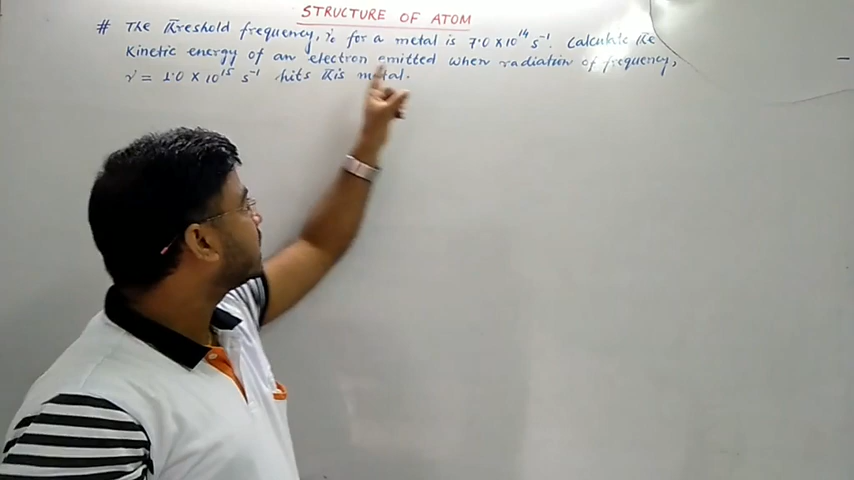 STRUCTURE OF ATOM
# The Threshold frequency, ν₀ for a metal is 7.0 × 10¹⁴ s⁻¹. Calculate the
Kinetic energy of an electron emitted when radiation of frequency,
ν = 1.0 × 10¹⁵ s⁻¹ hits this metal.